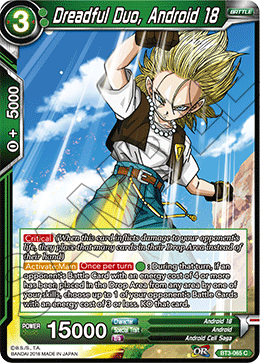 3
Dreadful Duo, Android 18
BATTLE
0 + 5000
Critical (When this card inflicts damage to your opponent's
life, they place that many cards in their Drop Area instead of
their hand)
Activate: Main Once per turn : During that turn, if an
opponent's Battle Card with an energy cost of 4 or more
has been placed in the Drop Area from any area by one of
your skills, choose up to 1 of your opponent's Battle Cards
with an energy cost of 3 or less, KO that card.
©B.S./S., T.A.
BANDAI 2018 MADE IN JAPAN
POWER
15000
Character
Android 18
Special Trait
Android
Era
Android Cell Saga
BT3-065 C